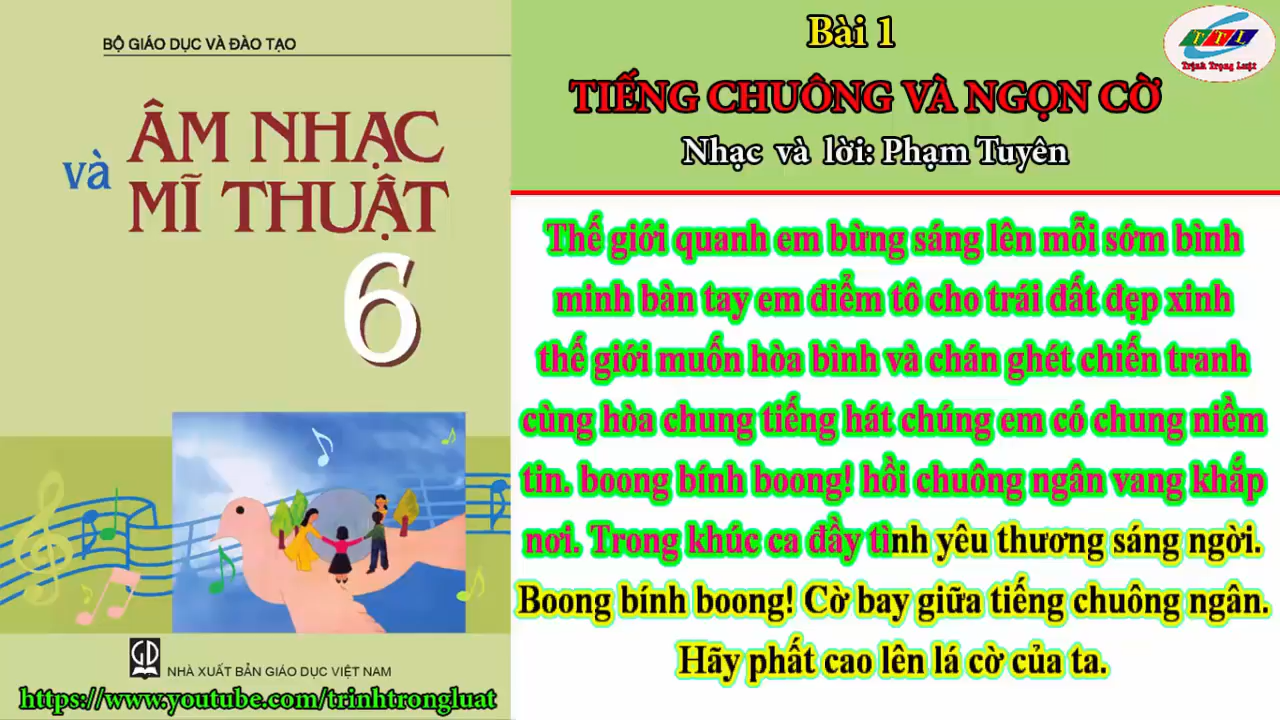 BỘ GIÁO DỤC VÀ ĐÀO TẠO
ÂM NHẠC
và
MĨ THUẬT
6
GD
NHÀ XUẤT BẢN GIÁO DỤC VIỆT NAM
https://www.youtube.com/trinhtrongluat
Bài 1
TIẾNG CHUÔNG VÀ NGỌN CỜ
Nhạc và lời: Phạm Tuyên
TTL
Trịnh Trọng Luật
Thế giới quanh em bừng sáng lên mỗi sớm bình
minh bàn tay em điểm tô cho trái đất đẹp xinh
thế giới muốn hòa bình và chán ghét chiến tranh
cùng hòa chung tiếng hát chúng em có chung niềm
tin. boong bính boong! hồi chuông ngân vang khắp
nơi. Trong khúc ca đầy tình yêu thương sáng ngời.
Boong bính boong! Cờ bay giữa tiếng chuông ngân.
Hãy phất cao lên lá cờ của ta.